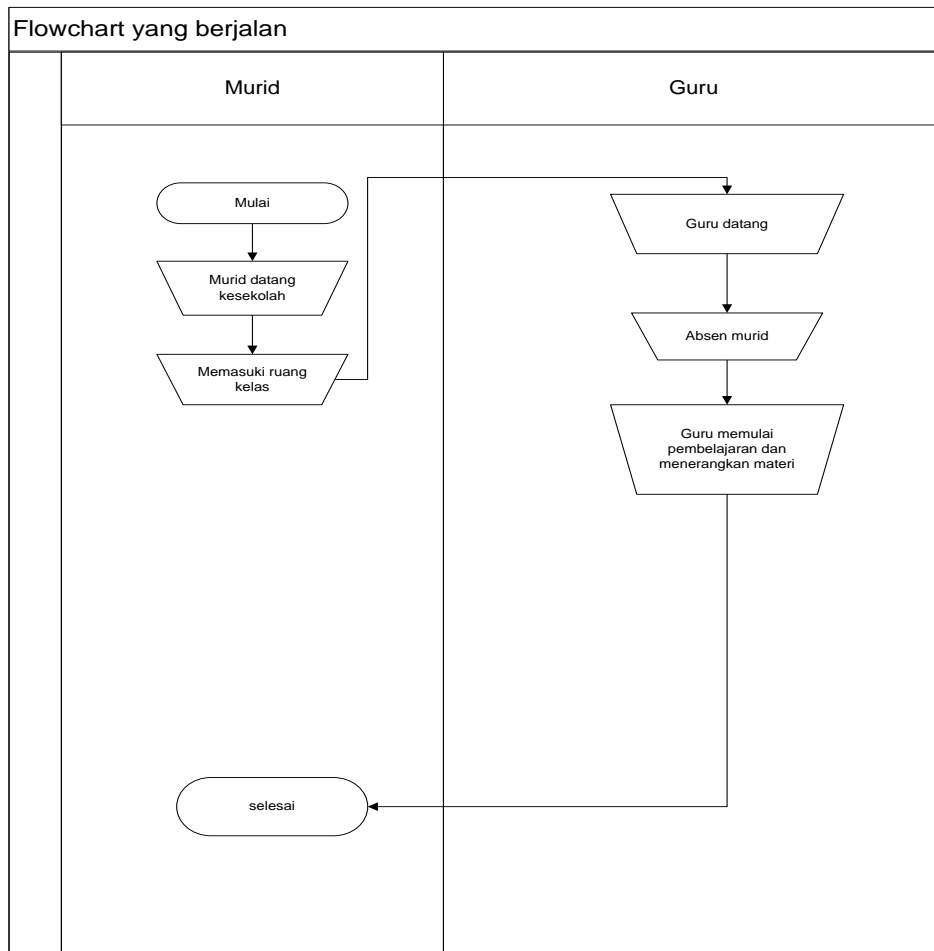 Flowchart yang berjalan
Murid
Guru
Mulai
Murid datang
kesekolah
Memasuki ruang
kelas
Guru datang
Absen murid
Guru memulai
pembelajaran dan
menerangkan materi
selesai